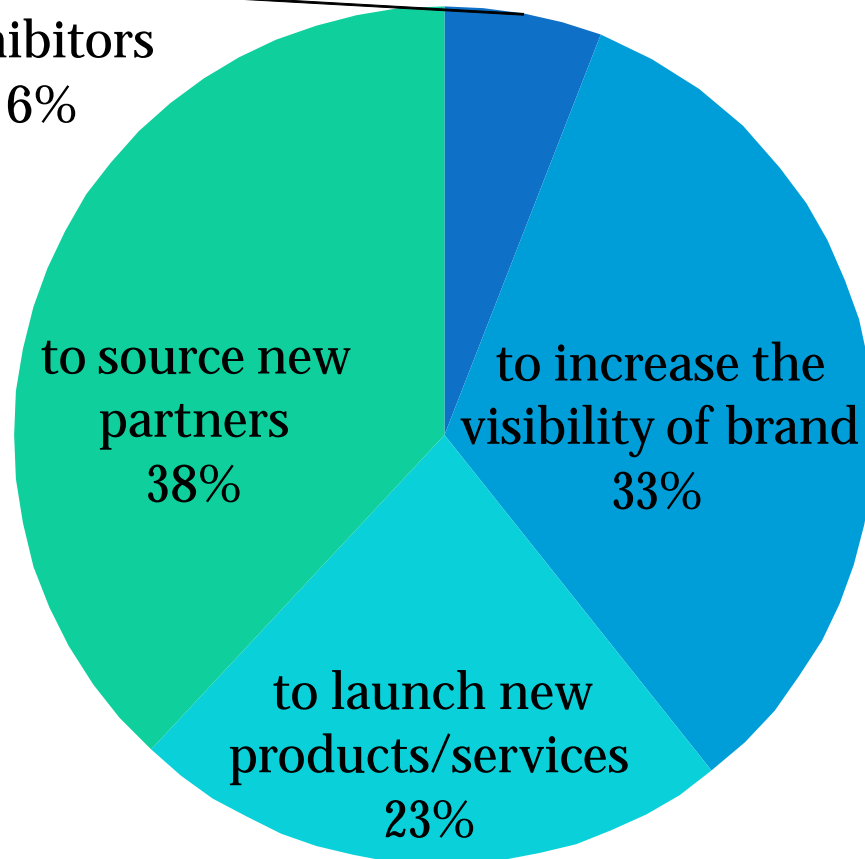 6%
to source new
partners
38%
to increase the
visibility of brand
33%
to launch new
products/services
23%